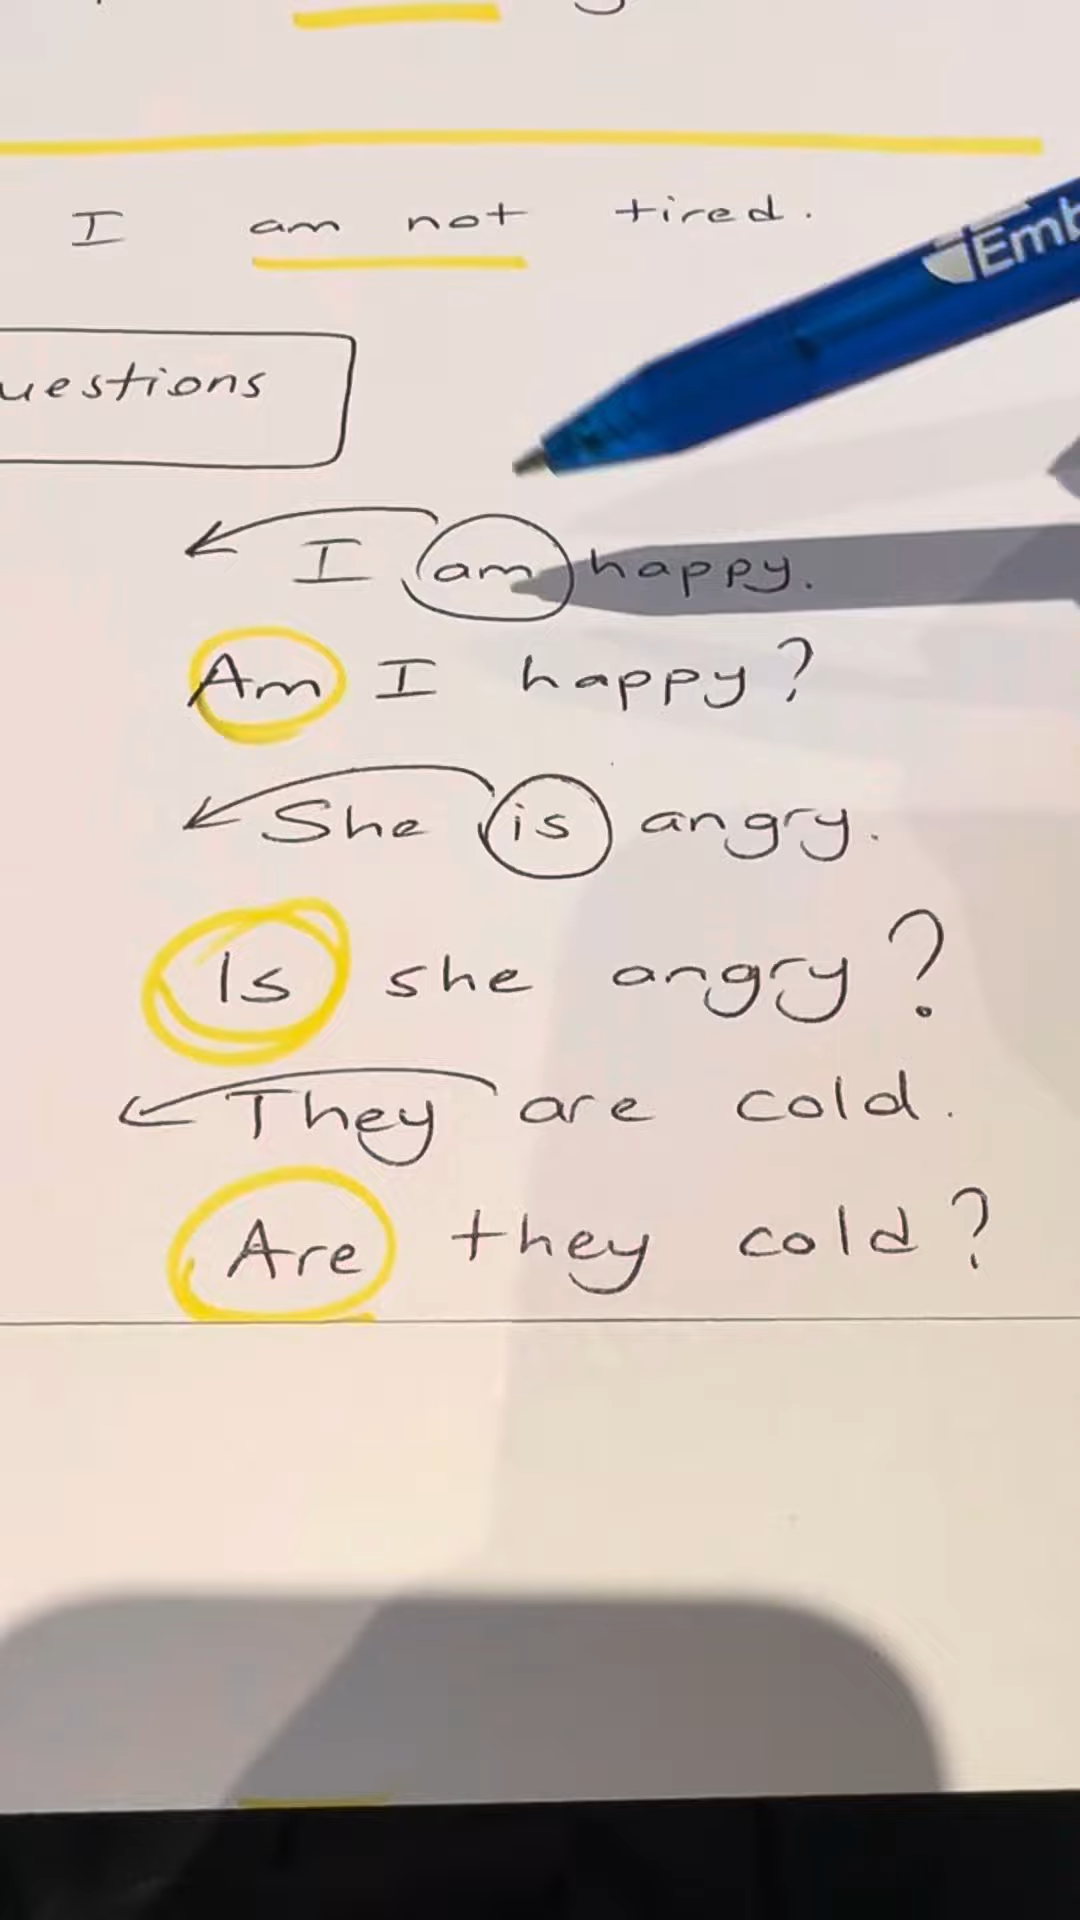 I am not tired.
uestions
I am happy.
Am I happy?
She is angry.
Is she angry?
They are cold.
Are they cold?
Emb